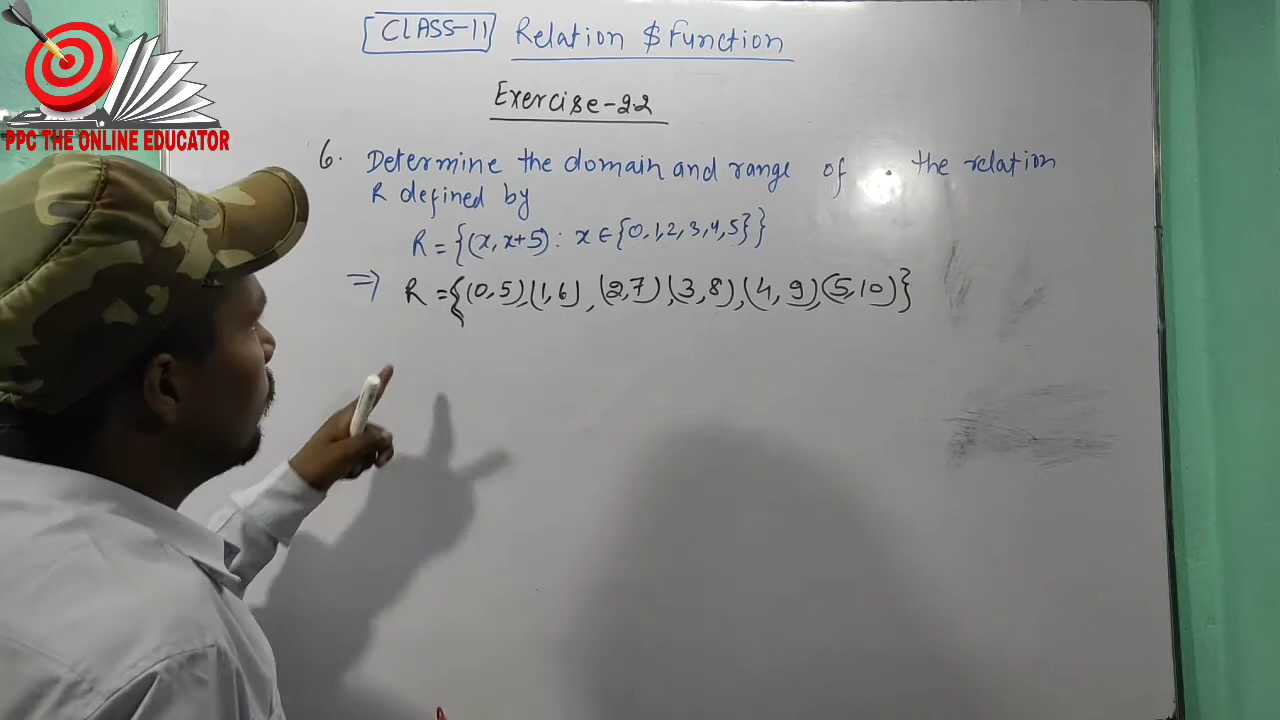 CLASS-11 Relation $ Function
Exercise-2.2
PPC THE ONLINE EDUCATOR
6. Determine the domain and range of the relation
R defined by
R = {(x, x+5) : x ∈ {0,1,2,3,4,5}}
⇒ R = {(0,5),(1,6),(2,7),(3,8),(4,9),(5,10)}